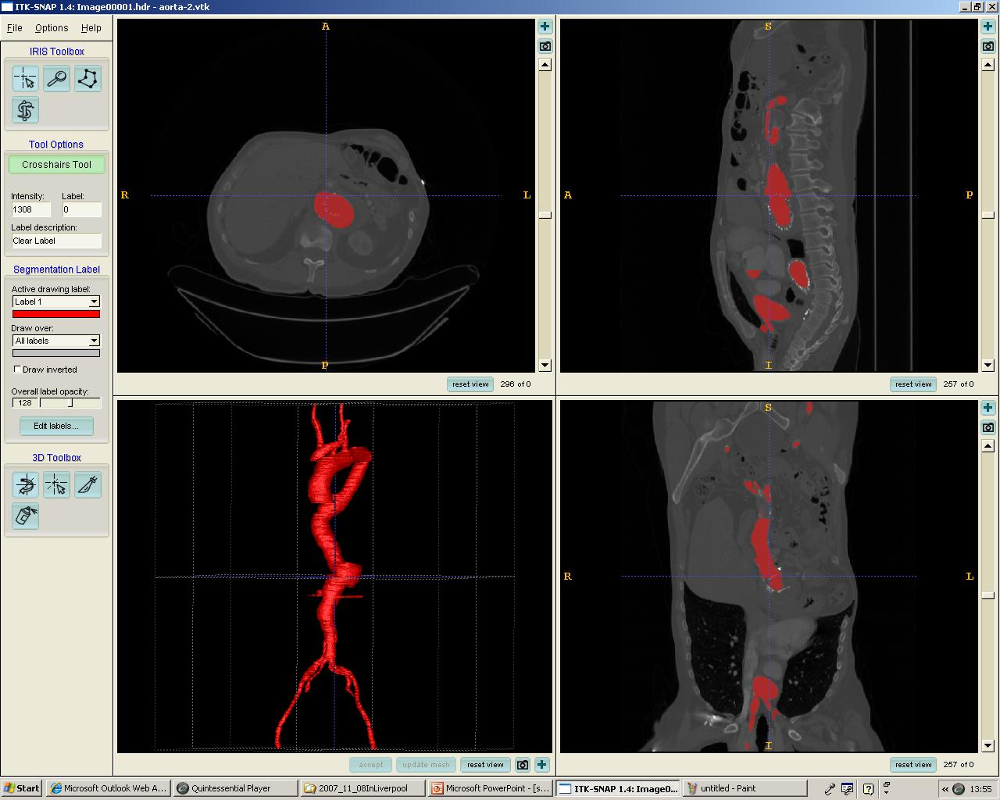 ITK-SNAP 1.4: Image00001.hdr - aorta-2.vtk
File Options Help
IRIS Toolbox
Tool Options
Crosshairs Tool
Intensity: Label:
1308 0
Label description:
Clear Label
Segmentation Label
Active drawing label:
Label 1
Draw over:
All labels
Draw inverted
Overall label opacity:
128
Edit labels...
3D Toolbox
A
R L
P
reset view 296 of 0
S
A P
I
reset view 257 of 0
accept update mesh reset view
S
R L
I
reset view 257 of 0
Start Microsoft Outlook Web A... Quintessential Player 2007_11_08InLiverpool Microsoft PowerPoint - [s... ITK-SNAP 1.4: Image0... untitled - Paint « 13:55